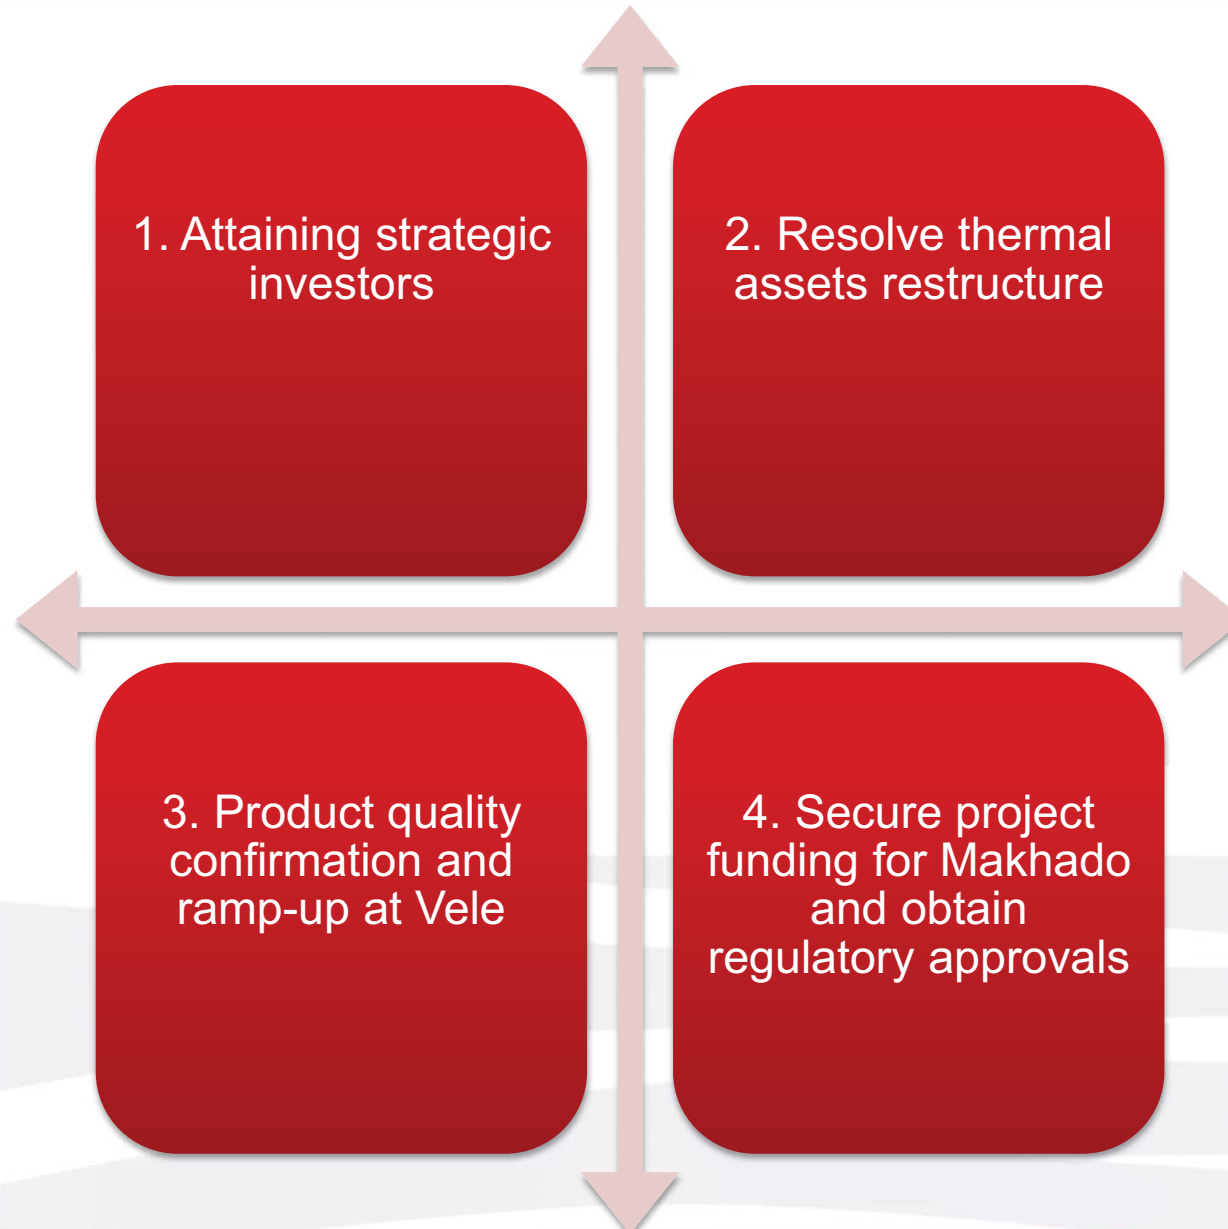 1. Attaining strategic
investors
2. Resolve thermal
assets restructure
3. Product quality
confirmation and
ramp-up at Vele
4. Secure project
funding for Makhado
and obtain
regulatory approvals